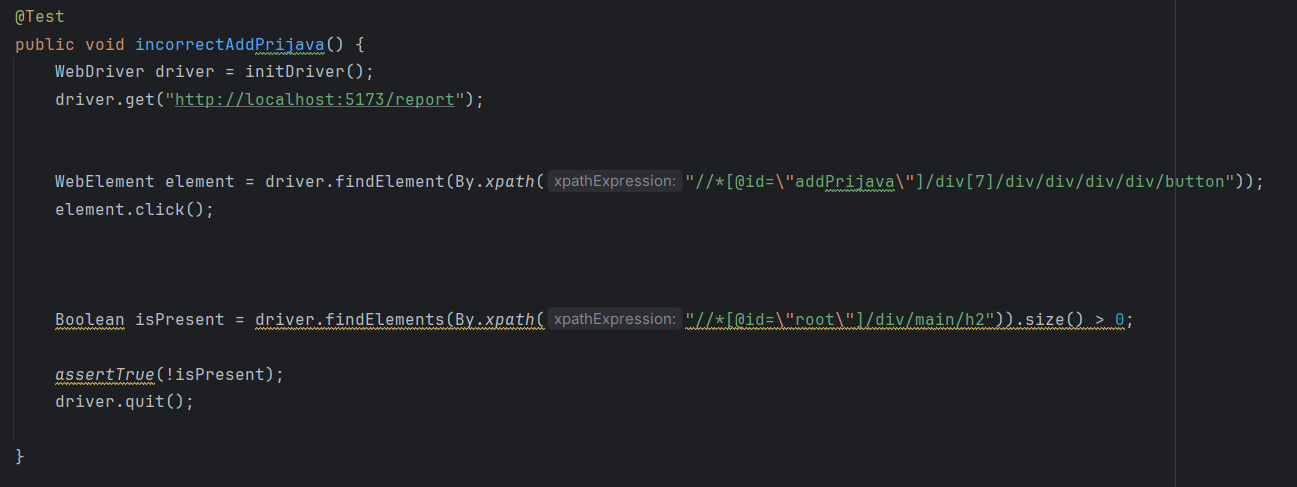 @Test
public void incorrectAddPrijava() {
    WebDriver driver = initDriver();
    driver.get("http://localhost:5173/report");
    WebElement element = driver.findElement(By.xpath( xpathExpression: "//*[@id=\"addPrijava\"]/div[7]/div/div/div/div/button"));
    element.click();
    Boolean isPresent = driver.findElements(By.xpath( xpathExpression: "//*[@id=\"root\"]/div/main/h2")).size() > 0;
    assertTrue(!isPresent);
    driver.quit();
}